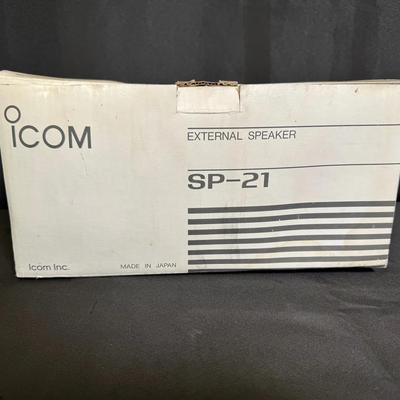 ICOM
EXTERNAL SPEAKER
SP-21
Icom Inc.
MADE IN JAPAN